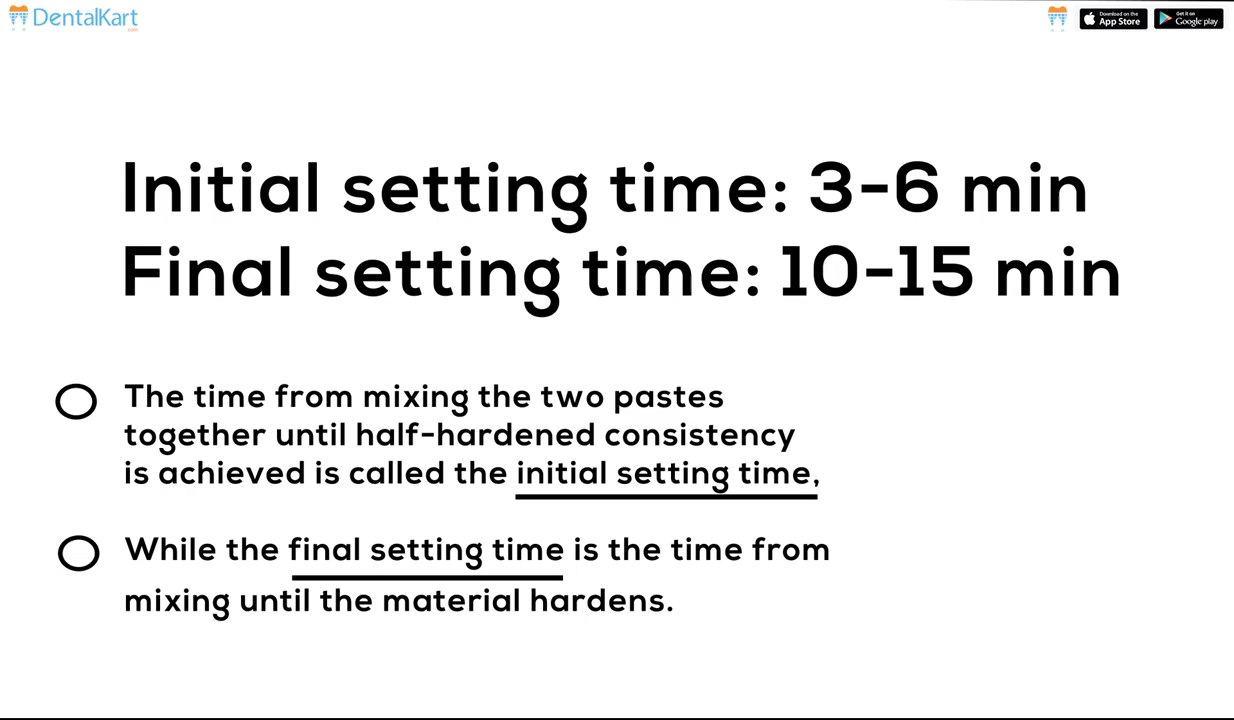 DentalKart
.com
Download on the
App Store
Get it on
Google play
Initial setting time: 3-6 min
Final setting time: 10-15 min
The time from mixing the two pastes
together until half-hardened consistency
is achieved is called the initial setting time,
While the final setting time is the time from
mixing until the material hardens.